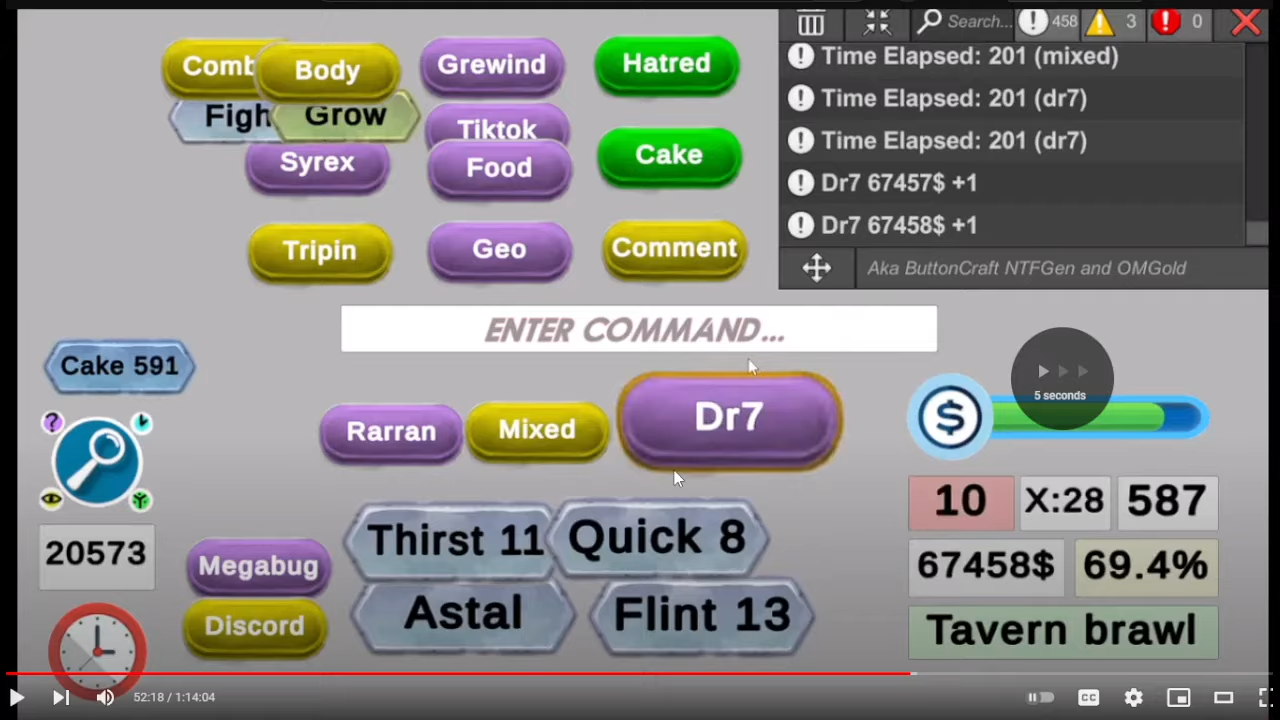 Comb
Body
Grewind
Hatred
Figh
Grow
Tiktok
Syrex
Food
Cake
Tripin
Geo
Comment
Search...
458
3
0
Time Elapsed: 201 (mixed)
Time Elapsed: 201 (dr7)
Time Elapsed: 201 (dr7)
Dr7 67457$ +1
Dr7 67458$ +1
Aka ButtonCraft NTFGen and OMGold
ENTER COMMAND...
Cake 591
5 seconds
Rarran
Mixed
Dr7
$
10
X:28
587
Thirst 11
Quick 8
20573
Megabug
67458$
69.4%
Discord
Astal
Flint 13
Tavern brawl
52:18 / 1:14:04
CC